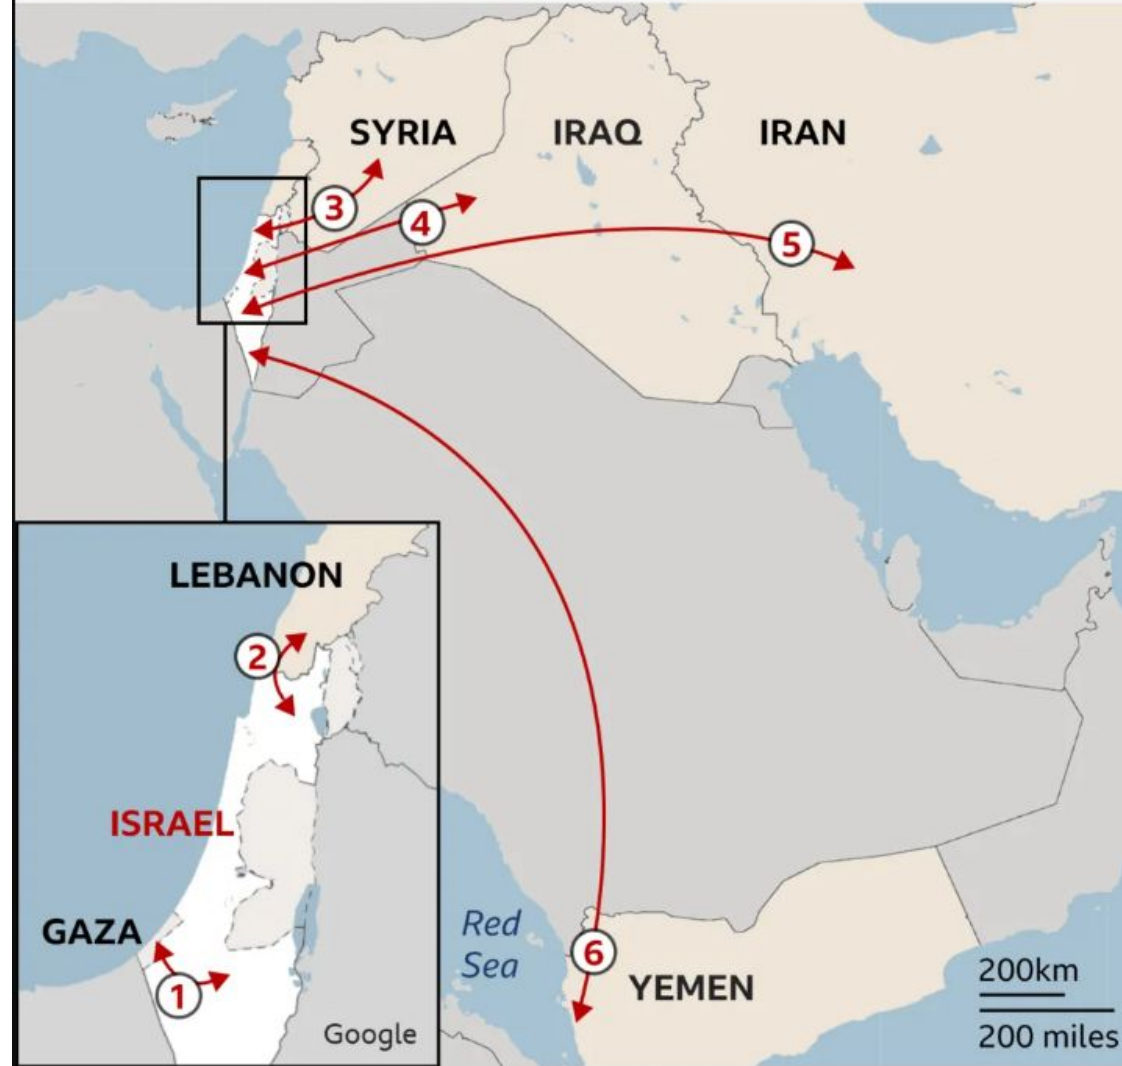 SYRIA
IRAQ
IRAN
3
4
5
LEBANON
2
ISRAEL
GAZA
1
Google
Red
Sea
6
YEMEN
200km
200 miles